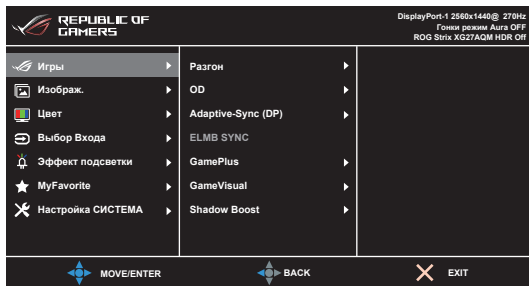 REPUBLIC OF
GAMERS
DisplayPort-1 2560x1440@ 270Hz
Гонки режим Aura OFF
ROG Strix XG27AQM HDR Off
Игры
Изображ.
Цвет
Выбор Входа
Эффект подсветки
MyFavorite
Настройка СИСТЕМА
Разгон
OD
Adaptive-Sync (DP)
ELMB SYNC
GamePlus
GameVisual
Shadow Boost
MOVE/ENTER
BACK
EXIT